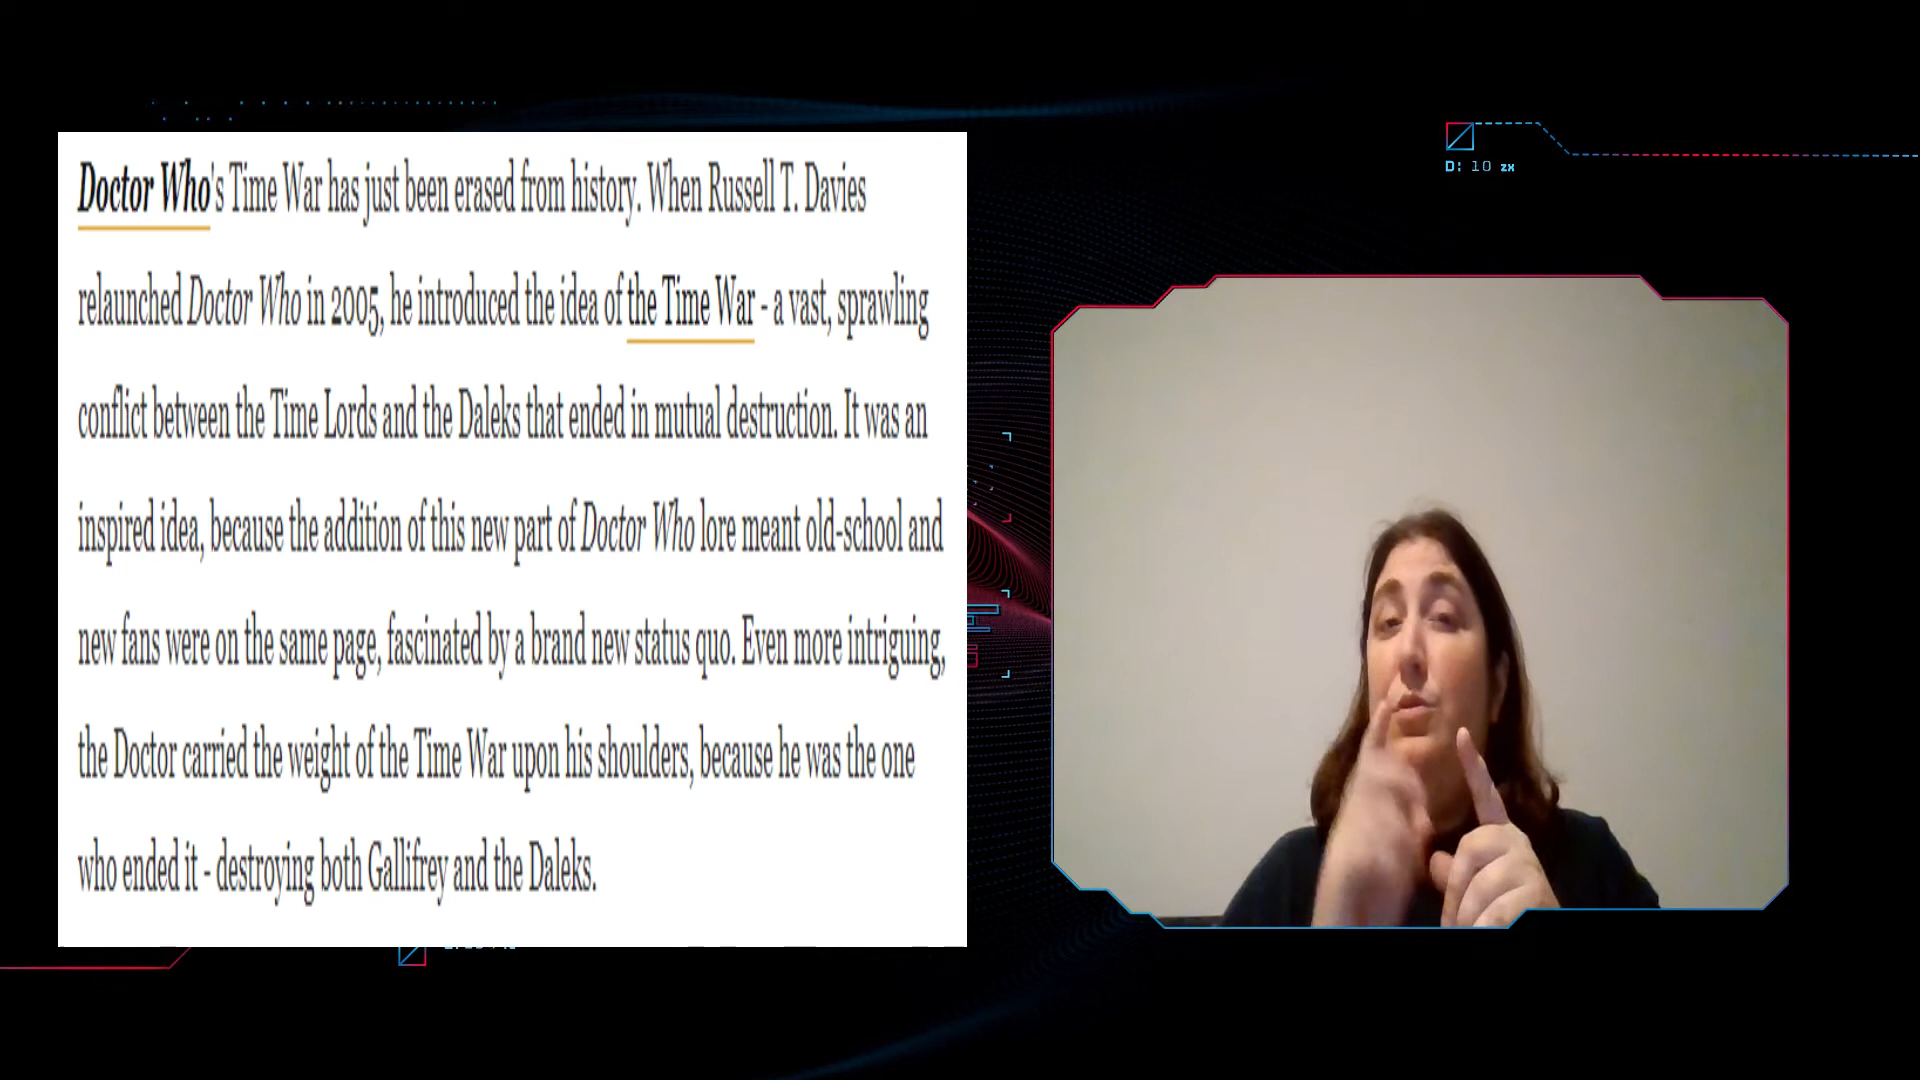 Doctor Who's Time War has just been erased from history. When Russell T. Davies
relaunched Doctor Who in 2005, he introduced the idea of the Time War - a vast, sprawling
conflict between the Time Lords and the Daleks that ended in mutual destruction. It was an
inspired idea, because the addition of this new part of Doctor Who lore meant old-school and
new fans were on the same page, fascinated by a brand new status quo. Even more intriguing,
the Doctor carried the weight of the Time War upon his shoulders, because he was the one
who ended it - destroying both Gallifrey and the Daleks.
D: 10 zx